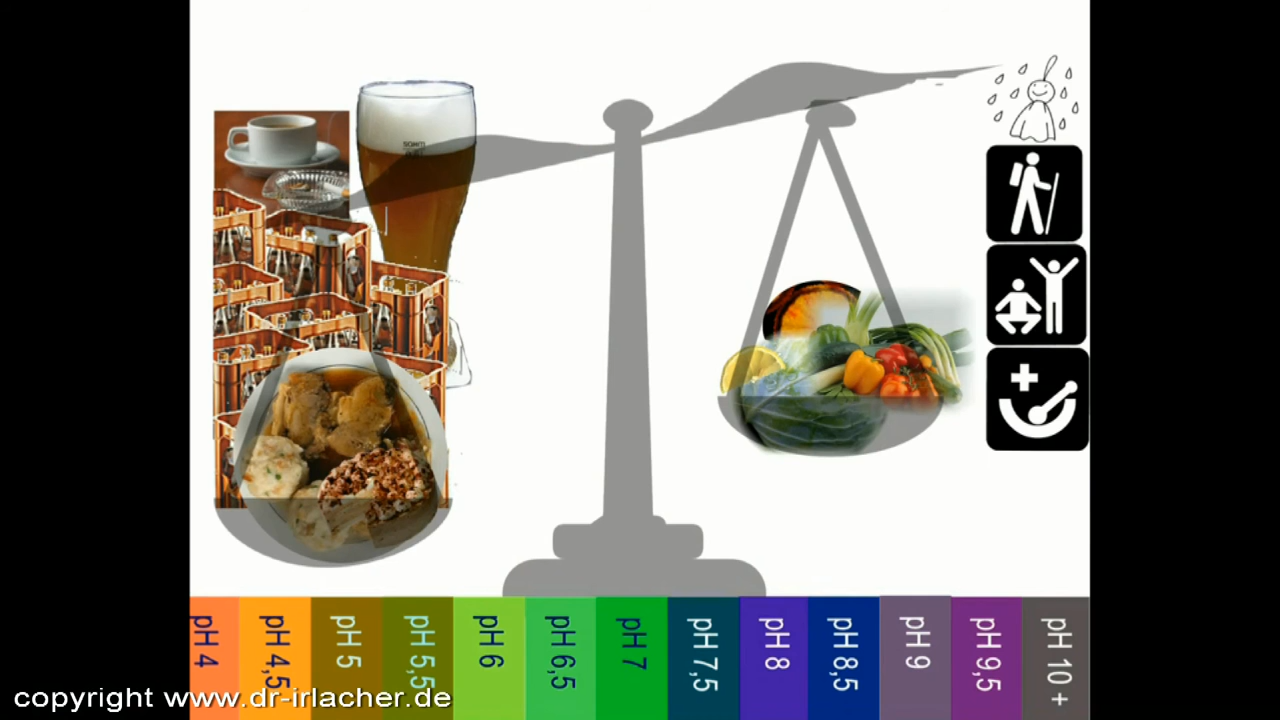 pH 4
pH 4,5
pH 5
pH 5,5
pH 6
pH 6,5
pH 7
pH 7,5
pH 8
pH 8,5
pH 9
pH 9,5
pH 10 +
copyright www.dr-irlacher.de